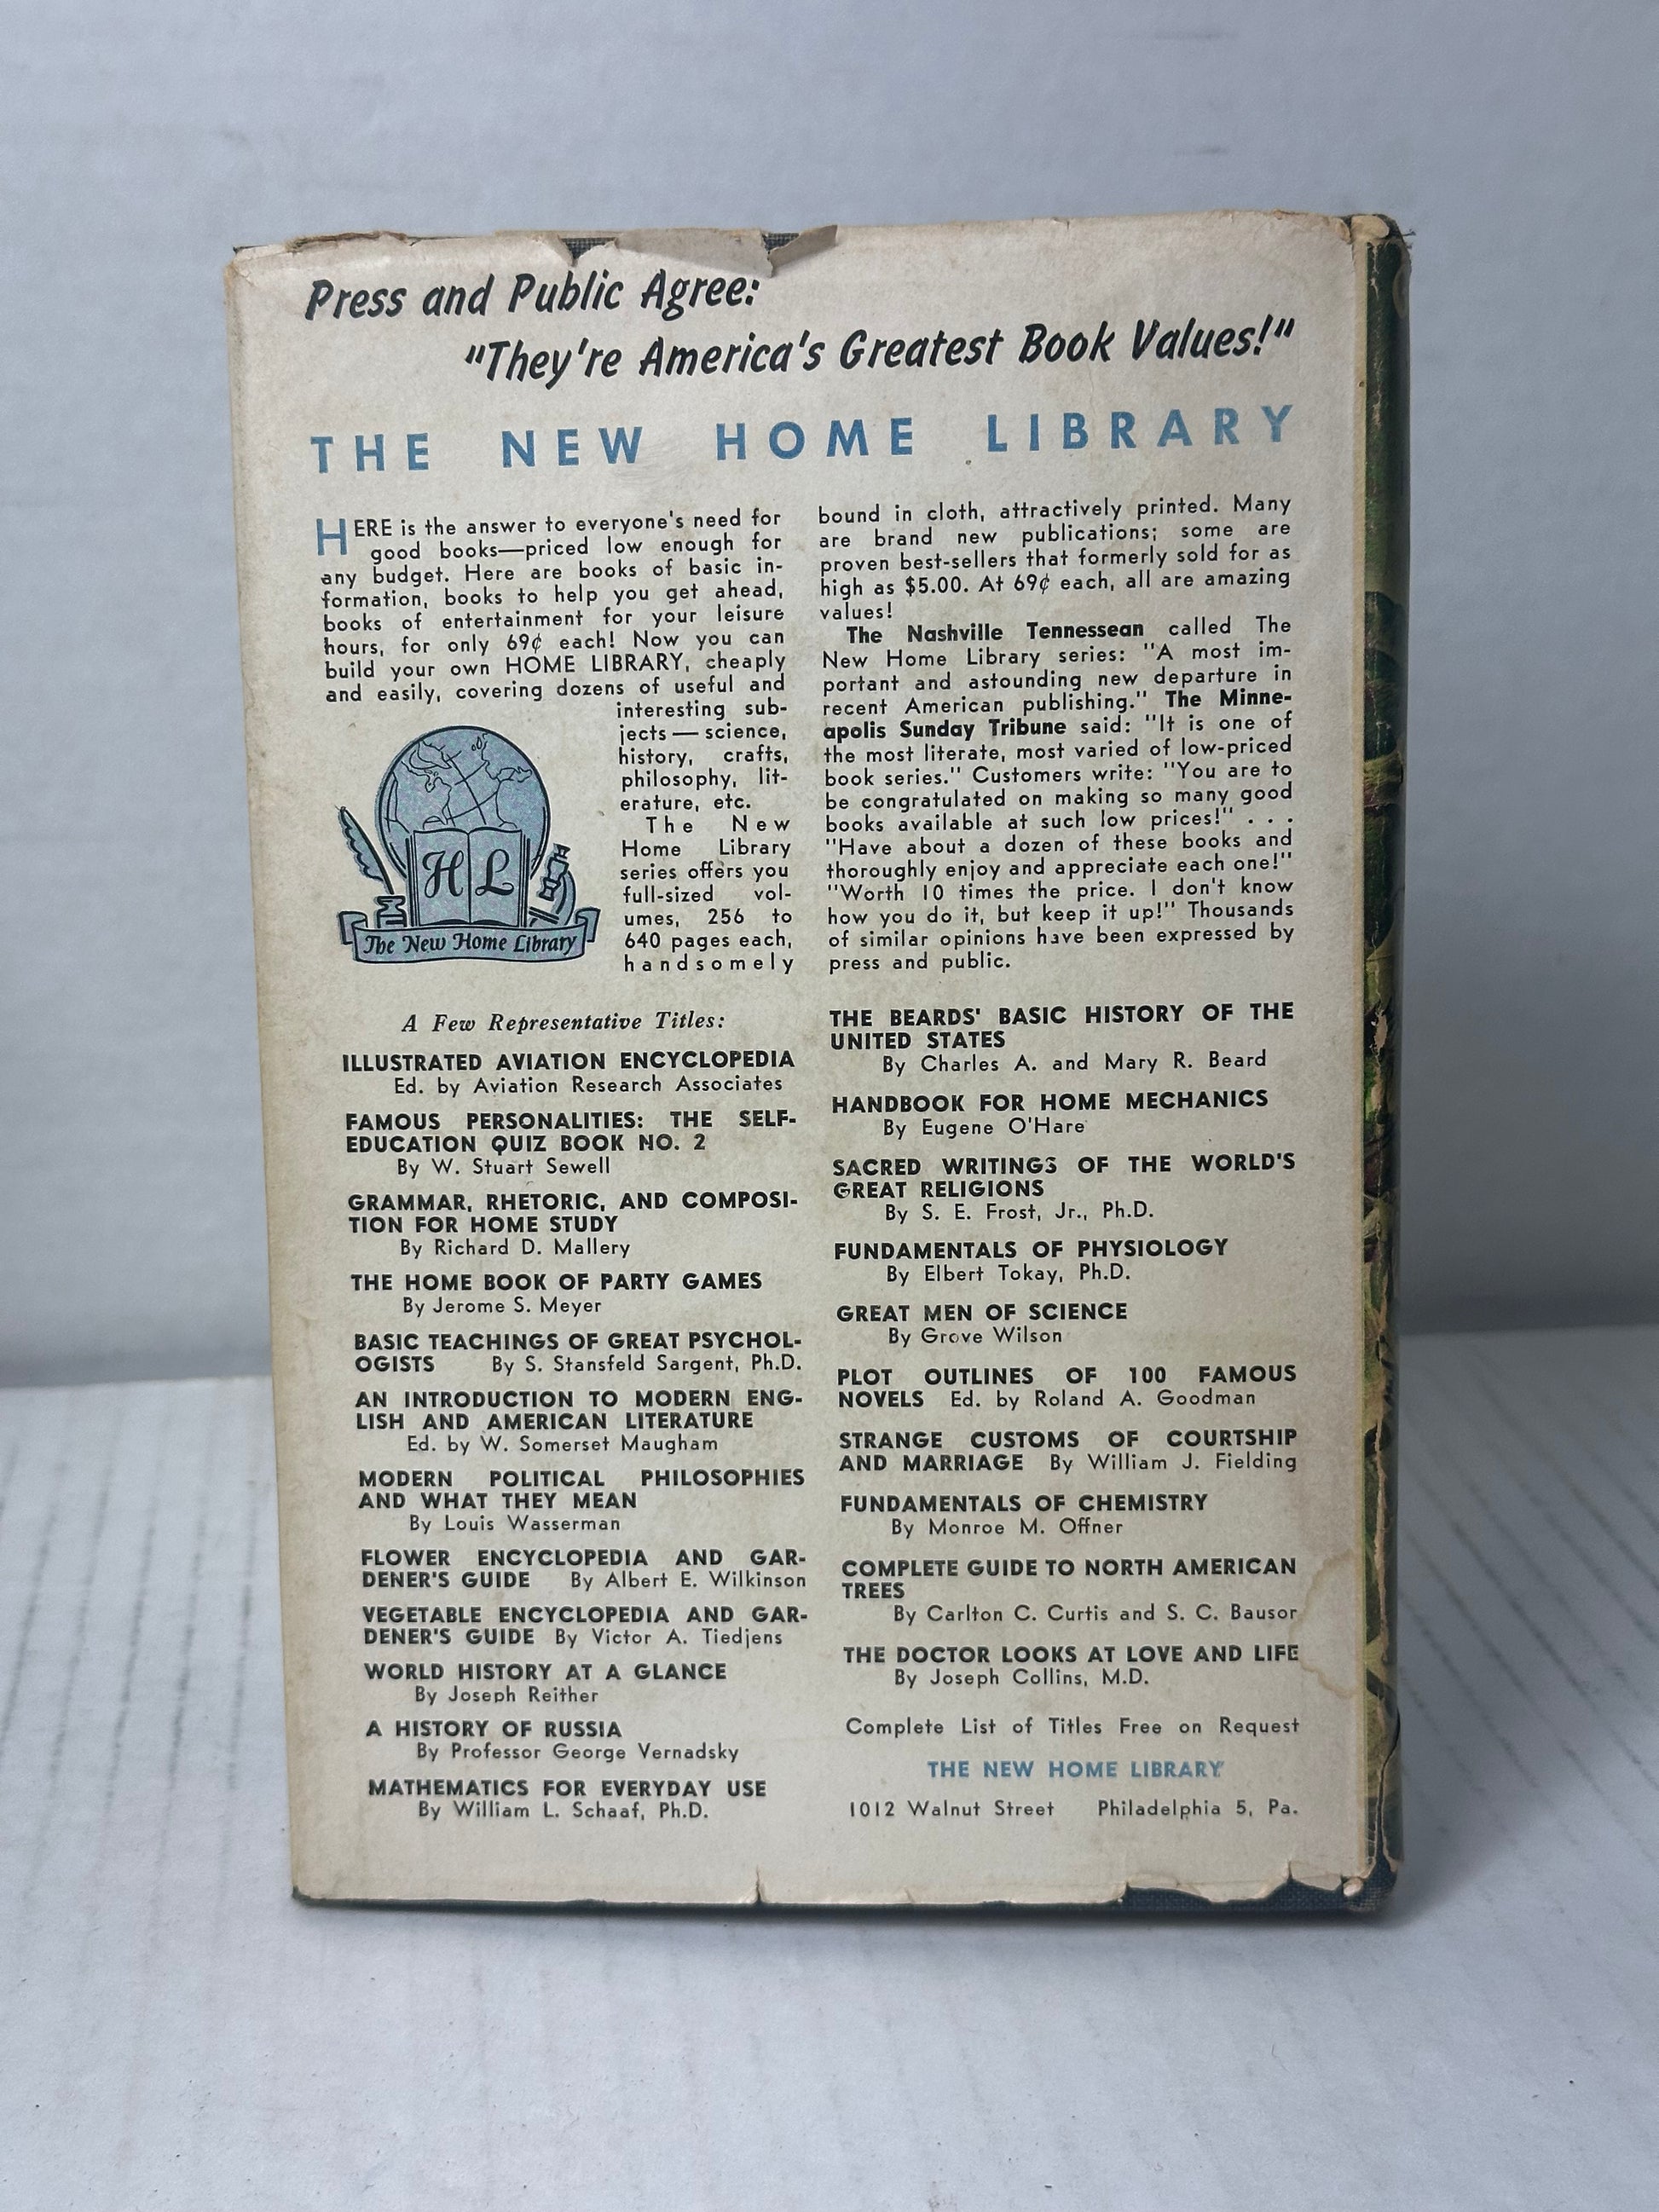 Press and Public Agree:
"They're America's Greatest Book Values!"
THE NEW HOME LIBRARY
HERE is the answer to everyone's need for
good books—priced low enough for
any budget. Here are books of basic in-
formation, books to help you get ahead,
books of entertainment for your leisure
hours, for only 69¢ each! Now you can
build your own HOME LIBRARY, cheaply
and easily, covering dozens of useful and
interesting sub-
jects — science,
history, crafts,
philosophy, lit-
erature, etc.
The New
Home Library
series offers you
full-sized vol-
umes, 256 to
640 pages each,
handsomely
H L
The New Home Library
bound in cloth, attractively printed. Many
are brand new publications; some are
proven best-sellers that formerly sold for as
high as $5.00. At 69¢ each, all are amazing
values!
The Nashville Tennessean called The
New Home Library series: "A most im-
portant and astounding new departure in
recent American publishing." The Minne-
apolis Sunday Tribune said: "It is one of
the most literate, most varied of low-priced
book series." Customers write: "You are to
be congratulated on making so many good
books available at such low prices!" . . .
"Have about a dozen of these books and
thoroughly enjoy and appreciate each one!"
"Worth 10 times the price. I don't know
how you do it, but keep it up!" Thousands
of similar opinions have been expressed by
press and public.
A Few Representative Titles:
ILLUSTRATED AVIATION ENCYCLOPEDIA
Ed. by Aviation Research Associates
FAMOUS PERSONALITIES: THE SELF-
EDUCATION QUIZ BOOK NO. 2
By W. Stuart Sewell
GRAMMAR, RHETORIC, AND COMPOSI-
TION FOR HOME STUDY
By Richard D. Mallery
THE HOME BOOK OF PARTY GAMES
By Jerome S. Meyer
BASIC TEACHINGS OF GREAT PSYCHOL-
OGISTS By S. Stansfeld Sargent, Ph.D.
AN INTRODUCTION TO MODERN ENG-
LISH AND AMERICAN LITERATURE
Ed. by W. Somerset Maugham
MODERN POLITICAL PHILOSOPHIES
AND WHAT THEY MEAN
By Louis Wasserman
FLOWER ENCYCLOPEDIA AND GAR-
DENER'S GUIDE By Albert E. Wilkinson
VEGETABLE ENCYCLOPEDIA AND GAR-
DENER'S GUIDE By Victor A. Tiedjens
WORLD HISTORY AT A GLANCE
By Joseph Reither
A HISTORY OF RUSSIA
By Professor George Vernadsky
MATHEMATICS FOR EVERYDAY USE
By William L. Schaaf, Ph.D.
THE BEARDS' BASIC HISTORY OF THE
UNITED STATES
By Charles A. and Mary R. Beard
HANDBOOK FOR HOME MECHANICS
By Eugene O'Hare
SACRED WRITINGS OF THE WORLD'S
GREAT RELIGIONS
By S. E. Frost, Jr., Ph.D.
FUNDAMENTALS OF PHYSIOLOGY
By Elbert Tokay, Ph.D.
GREAT MEN OF SCIENCE
By Grove Wilson
PLOT OUTLINES OF 100 FAMOUS
NOVELS Ed. by Roland A. Goodman
STRANGE CUSTOMS OF COURTSHIP
AND MARRIAGE By William J. Fielding
FUNDAMENTALS OF CHEMISTRY
By Monroe M. Offner
COMPLETE GUIDE TO NORTH AMERICAN
TREES
By Carlton C. Curtis and S. C. Bausor
THE DOCTOR LOOKS AT LOVE AND LIFE
By Joseph Collins, M.D.
Complete List of Titles Free on Request
THE NEW HOME LIBRARY
1012 Walnut Street Philadelphia 5, Pa.